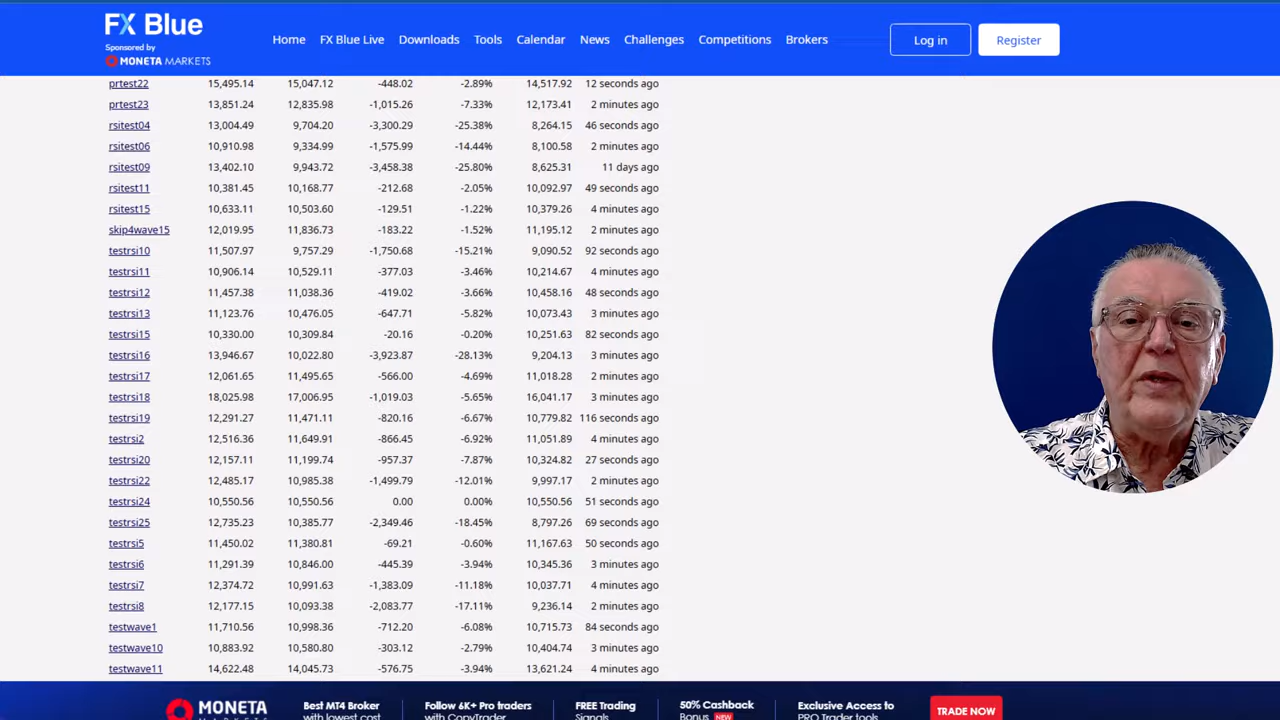 FX Blue
Sponsored by
MONETA MARKETS
Home FX Blue Live Downloads Tools Calendar News Challenges Competitions Brokers Log in Register
prtest22 15,495.14 15,047.12 -448.02 -2.89% 14,517.92 12 seconds ago
prtest23 13,851.24 12,835.98 -1,015.26 -7.33% 12,173.41 2 minutes ago
rsitest04 13,004.49 9,704.20 -3,300.29 -25.38% 8,264.15 46 seconds ago
rsitest06 10,910.98 9,334.99 -1,575.99 -14.44% 8,100.58 2 minutes ago
rsitest09 13,402.10 9,943.72 -3,458.38 -25.80% 8,625.31 11 days ago
rsitest11 10,381.45 10,168.77 -212.68 -2.05% 10,092.97 49 seconds ago
rsitest15 10,633.11 10,503.60 -129.51 -1.22% 10,379.26 4 minutes ago
skip4wave15 12,019.95 11,836.73 -183.22 -1.52% 11,195.12 2 minutes ago
testrsi10 11,507.97 9,757.29 -1,750.68 -15.21% 9,090.52 92 seconds ago
testrsi11 10,906.14 10,529.11 -377.03 -3.46% 10,214.67 4 minutes ago
testrsi12 11,457.38 11,038.36 -419.02 -3.66% 10,458.16 48 seconds ago
testrsi13 11,123.76 10,476.05 -647.71 -5.82% 10,073.43 3 minutes ago
testrsi15 10,330.00 10,309.84 -20.16 -0.20% 10,251.63 82 seconds ago
testrsi16 13,946.67 10,022.80 -3,923.87 -28.13% 9,204.13 3 minutes ago
testrsi17 12,061.65 11,495.65 -566.00 -4.69% 11,018.28 2 minutes ago
testrsi18 18,025.98 17,006.95 -1,019.03 -5.65% 16,041.17 3 minutes ago
testrsi19 12,291.27 11,471.11 -820.16 -6.67% 10,779.82 116 seconds ago
testrsi2 12,516.36 11,649.91 -866.45 -6.92% 11,051.89 4 minutes ago
testrsi20 12,157.11 11,199.74 -957.37 -7.87% 10,324.82 27 seconds ago
testrsi22 12,485.17 10,985.38 -1,499.79 -12.01% 9,997.17 2 minutes ago
testrsi24 10,550.56 10,550.56 0.00 0.00% 10,550.56 51 seconds ago
testrsi25 12,735.23 10,385.77 -2,349.46 -18.45% 8,797.26 69 seconds ago
testrsi5 11,450.02 11,380.81 -69.21 -0.60% 11,167.63 50 seconds ago
testrsi6 11,291.39 10,846.00 -445.39 -3.94% 10,345.36 3 minutes ago
testrsi7 12,374.72 10,991.63 -1,383.09 -11.18% 10,037.71 4 minutes ago
testrsi8 12,177.15 10,093.38 -2,083.77 -17.11% 9,236.14 2 minutes ago
testwave1 11,710.56 10,998.36 -712.20 -6.08% 10,715.73 84 seconds ago
testwave10 10,883.92 10,580.80 -303.12 -2.79% 10,404.74 3 minutes ago
testwave11 14,622.48 14,045.73 -576.75 -3.94% 13,621.24 4 minutes ago
MONETA MARKETS
Best MT4 Broker
with lowest cost
Follow 6K+ Pro traders
with CopyTrader
FREE Trading
Signals
50% Cashback
Bonus NEW
Exclusive Access to
PRO Trader tools
TRADE NOW